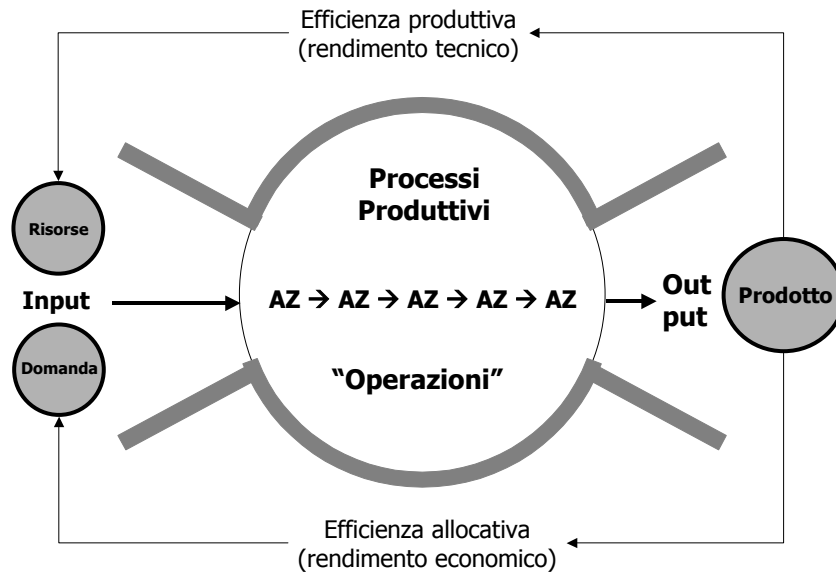 Efficienza produttiva
(rendimento tecnico)
Processi
Produttivi
Risorse
Input
AZ → AZ → AZ → AZ → AZ
Out
put
Prodotto
Domanda
“Operazioni”
Efficienza allocativa
(rendimento economico)